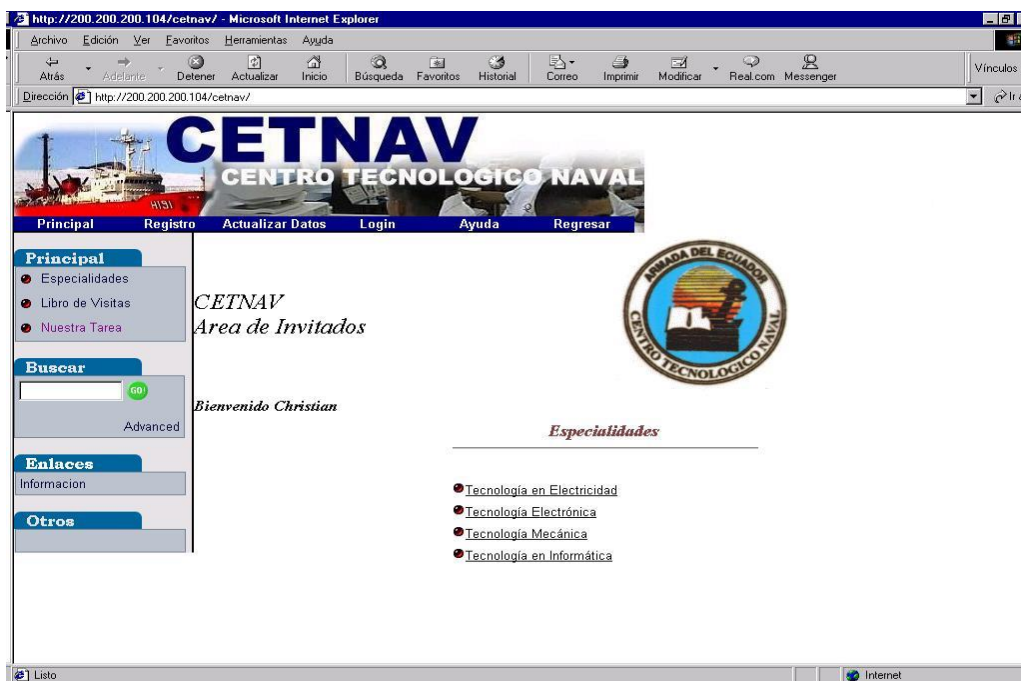 http://200.200.200.104/cetnav/ - Microsoft Internet Explorer
Archivo Edición Ver Favoritos Herramientas Ayuda
Atrás Adelante Detener Actualizar Inicio Búsqueda Favoritos Historial Correo Imprimir Modificar Real.com Messenger Vínculos
Dirección http://200.200.200.104/cetnav/ Ir
CETNAV
CENTRO TECNOLOGICO NAVAL
HI91
Principal Registro Actualizar Datos Login Ayuda Regresar
Principal
Especialidades
Libro de Visitas
Nuestra Tarea
Buscar
GO!
Advanced
Enlaces
Informacion
Otros
CETNAV
Area de Invitados
Bienvenido Christian
ARMADA DEL ECUADOR
CENTRO TECNOLOGICO NAVAL
Especialidades
Tecnología en Electricidad
Tecnología Electrónica
Tecnología Mecánica
Tecnología en Informática
Listo Internet